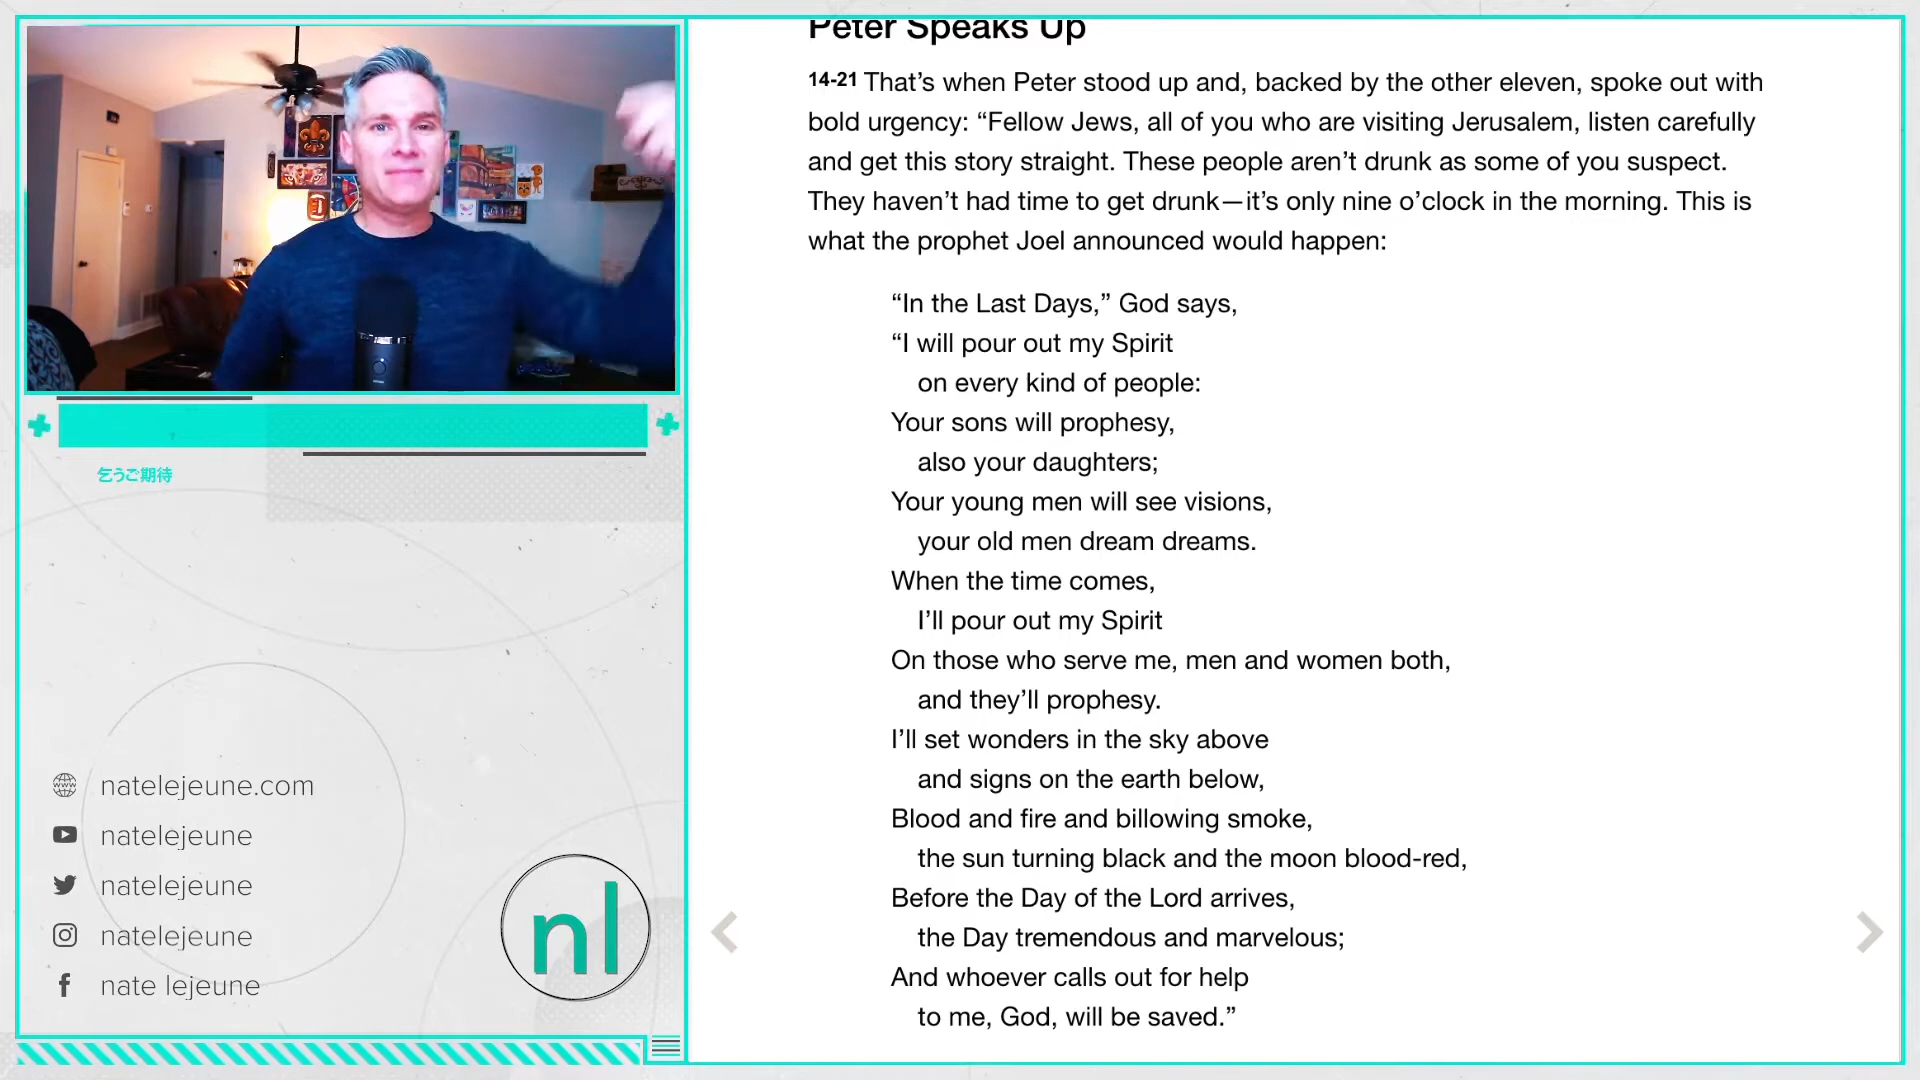 Peter Speaks Up
14-21 That’s when Peter stood up and, backed by the other eleven, spoke out with
bold urgency: “Fellow Jews, all of you who are visiting Jerusalem, listen carefully
and get this story straight. These people aren’t drunk as some of you suspect.
They haven’t had time to get drunk—it’s only nine o’clock in the morning. This is
what the prophet Joel announced would happen:
“In the Last Days,” God says,
“I will pour out my Spirit
on every kind of people:
Your sons will prophesy,
also your daughters;
Your young men will see visions,
your old men dream dreams.
When the time comes,
I’ll pour out my Spirit
On those who serve me, men and women both,
and they’ll prophesy.
I’ll set wonders in the sky above
and signs on the earth below,
Blood and fire and billowing smoke,
the sun turning black and the moon blood-red,
Before the Day of the Lord arrives,
the Day tremendous and marvelous;
And whoever calls out for help
to me, God, will be saved.”
乞うご期待
natelejeune.com
natelejeune
natelejeune
natelejeune
nate lejeune
nl